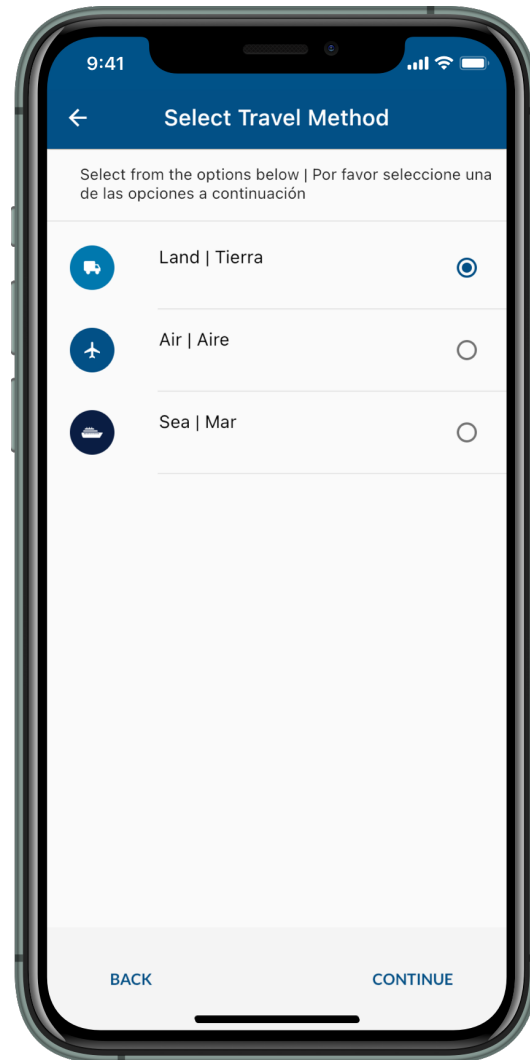 9:41
Select Travel Method
Select from the options below | Por favor seleccione una
de las opciones a continuación
Land | Tierra
Air | Aire
Sea | Mar
BACK
CONTINUE